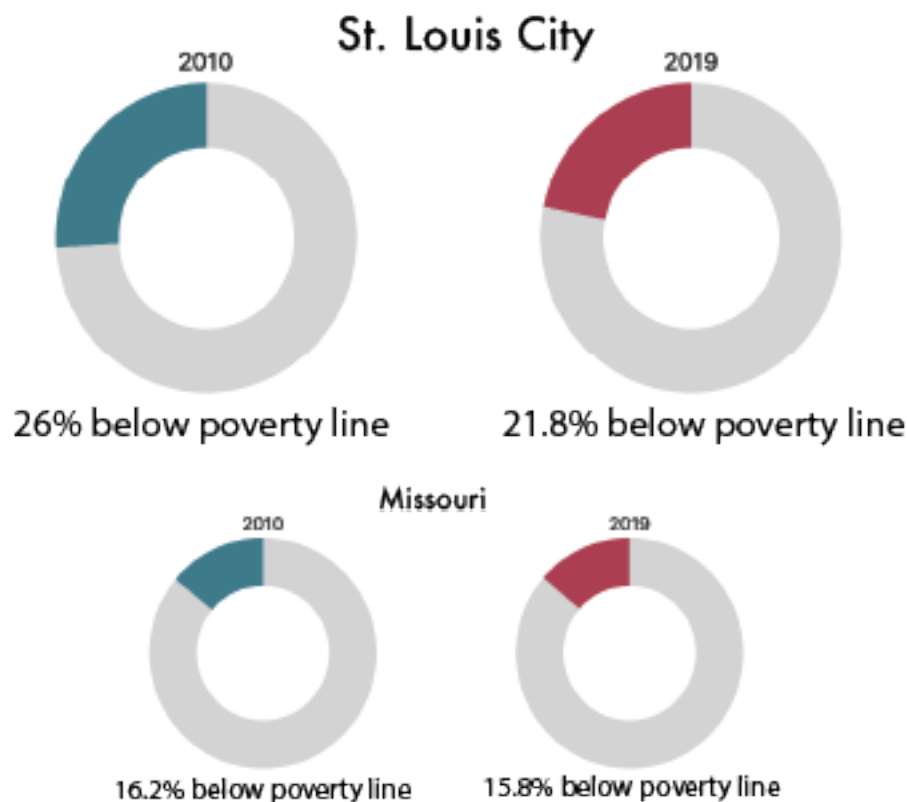 St. Louis City
2010 2019
26% below poverty line 21.8% below poverty line
Missouri
2010 2019
16.2% below poverty line 15.8% below poverty line